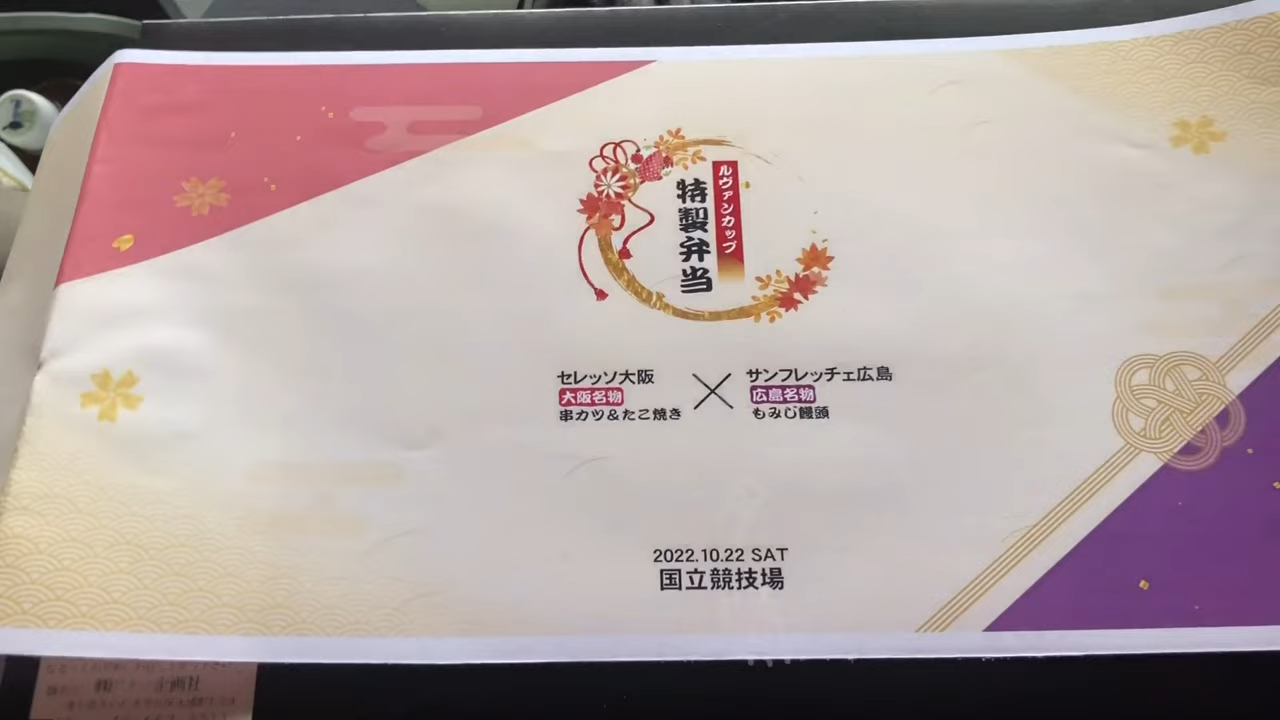 ルヴァンカップ
特製弁当
セレッソ大阪
大阪名物
串カツ&たこ焼き
×
サンフレッチェ広島
広島名物
もみじ饅頭
2022.10.22 SAT
国立競技場